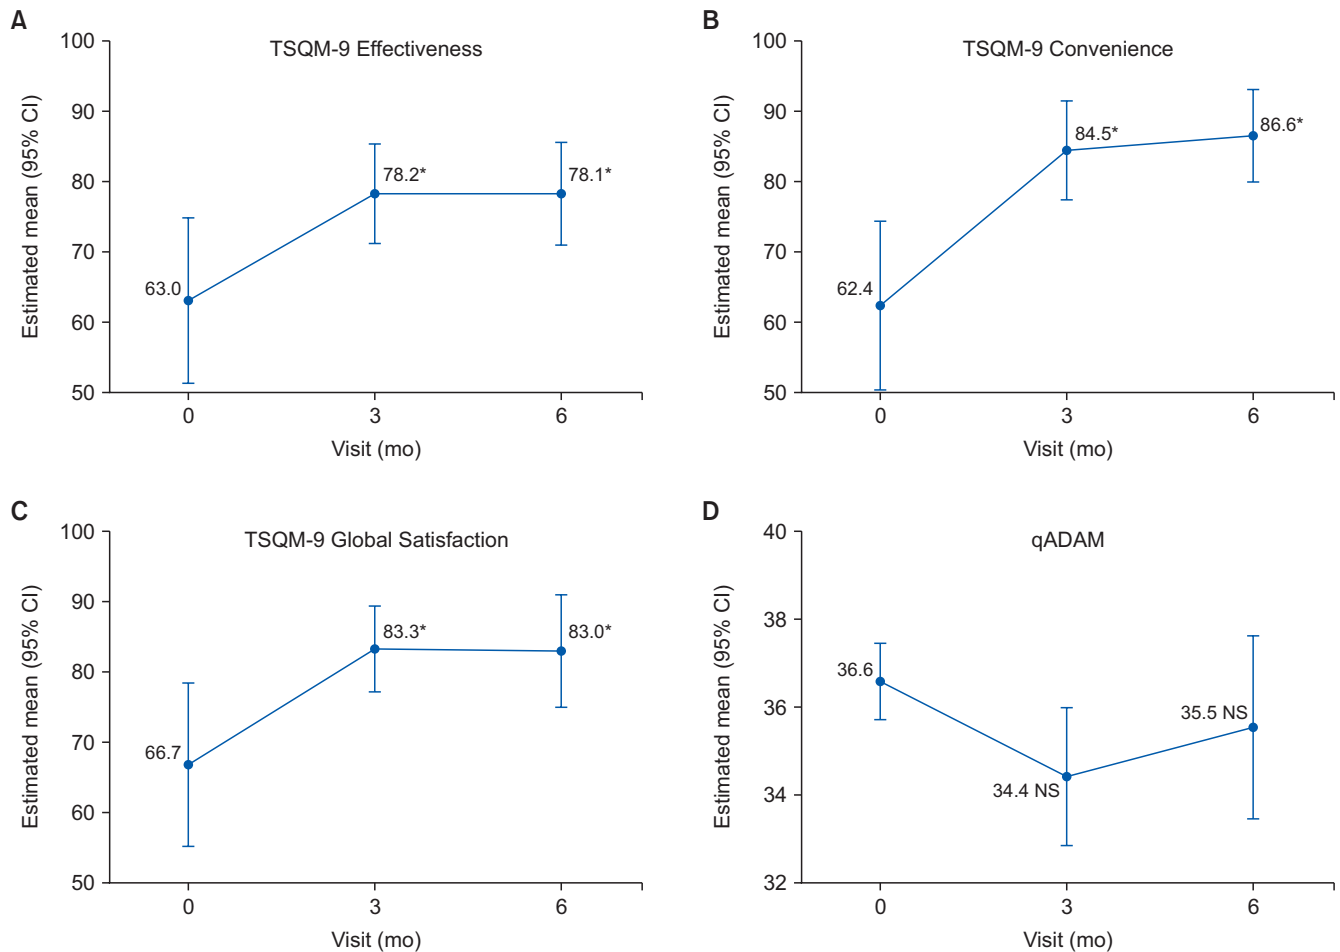 A
TSQM-9 Effectiveness
Estimated mean (95% CI)
100
90
80
70
60
50
63.0
78.2*
78.1*
0 3 6
Visit (mo)
B
TSQM-9 Convenience
Estimated mean (95% CI)
100
90
80
70
60
50
62.4
84.5*
86.6*
0 3 6
Visit (mo)
C
TSQM-9 Global Satisfaction
Estimated mean (95% CI)
100
90
80
70
60
50
66.7
83.3*
83.0*
0 3 6
Visit (mo)
D
qADAM
Estimated mean (95% CI)
40
38
36
34
32
36.6
34.4 NS
35.5 NS
0 3 6
Visit (mo)